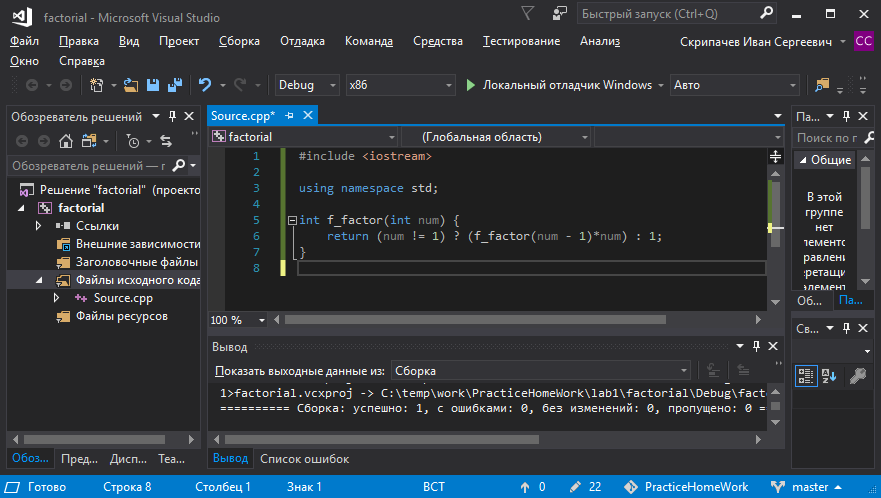 factorial - Microsoft Visual Studio
Быстрый запуск (Ctrl+Q)
Файл Правка Вид Проект Сборка Отладка Команда Средства Тестирование Анализ
Скрипачев Иван Сергеевич CC
Окно Справка
Debug x86 Локальный отладчик Windows Авто
Обозреватель решений
Обозреватель решений — г
Решение "factorial" (проекто
factorial
Ссылки
Внешние зависимости
Заголовочные файлы
Файлы исходного кода
Source.cpp
Файлы ресурсов
Обоз... Пред... Дисп... Tea...
Source.cpp*
factorial (Глобальная область)
1 #include <iostream>
2
3 using namespace std;
4
5 int f_factor(int num) {
6 return (num != 1) ? (f_factor(num - 1)*num) : 1;
7 }
8
100 %
Вывод
Показать выходные данные из: Сборка
1>factorial.vcxproj -> C:\temp\work\PracticeHomeWork\lab1\factorial\Debug\fact
========== Сборка: успешно: 1, с ошибками: 0, без изменений: 0, пропущено: 0 =
Вывод Список ошибок
Па...
Поиск по г
Общие
В этой
группе
нет
лементо
равлени
ретащи
элемент
Об... Па...
Св...
Готово Строка 8 Столбец 1 Знак 1 ВСТ 0 22 PracticeHomeWork master